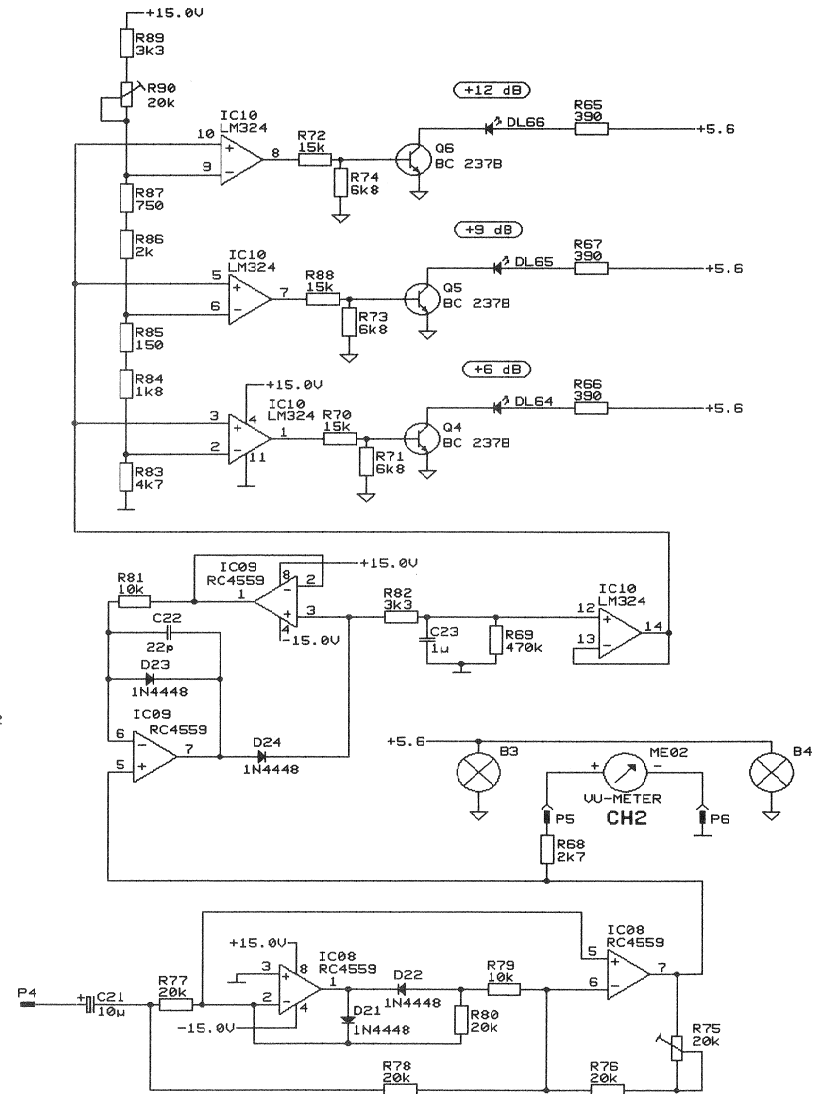 +15.0V
R89
3k3
R90
20k
+12 dB
IC10
LM324
10
9
8
R72
15k
R74
6k8
Q6
BC 237B
DL66
R65
390
+5.6
R87
750
R86
2k
+9 dB
IC10
LM324
5
6
7
R88
15k
R73
6k8
Q5
BC 237B
DL65
R67
390
+5.6
R85
150
R84
1k8
+6 dB
+15.0V
IC10
LM324
3
2
4
11
1
R70
15k
R71
6k8
Q4
BC 237B
DL64
R66
390
+5.6
R83
4k7
R81
10k
IC09
RC4559
1
8
2
3
4
+15.0V
-15.0V
R82
3k3
C23
1µ
R69
470k
IC10
LM324
12
13
14
C22
22p
D23
1N4448
IC09
RC4559
6
5
7
D24
1N4448
+5.6
B3
+
-
ME02
VU-METER
CH2
B4
P5
P6
R68
2k7
P4
+
C21
10µ
R77
20k
+15.0V
IC08
RC4559
3
2
8
4
1
-15.0V
D22
1N4448
D21
1N4448
R79
10k
R80
20k
IC08
RC4559
5
6
7
R75
20k
R78
20k
R76
20k